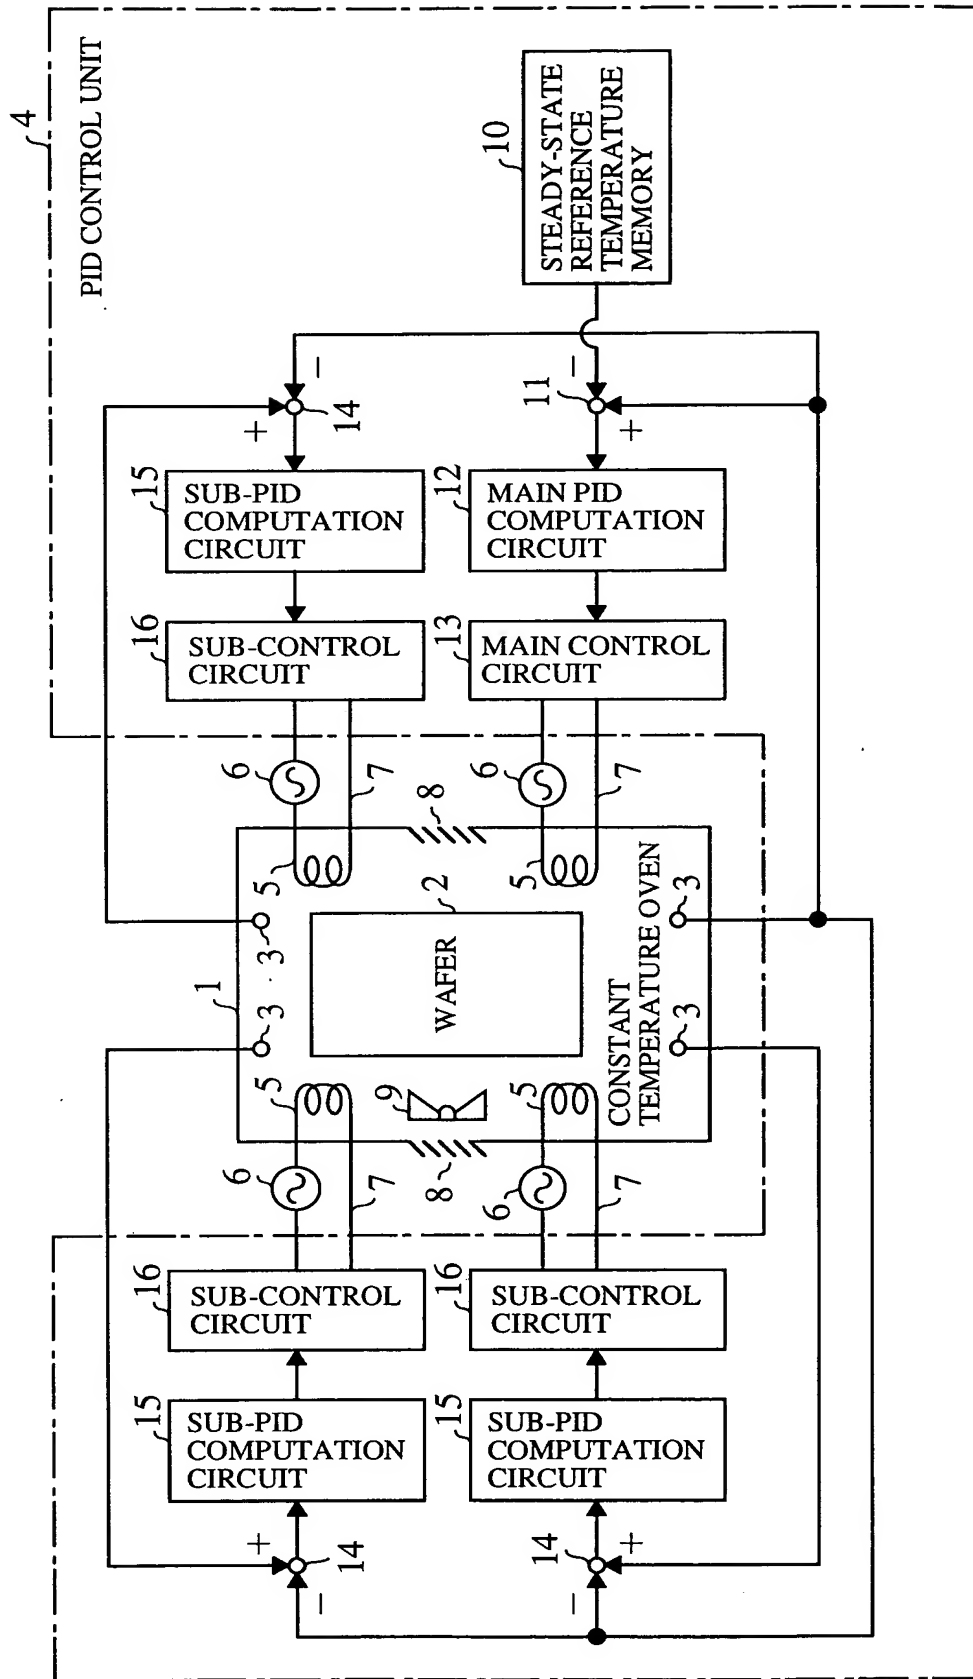 4
PID CONTROL UNIT
10
STEADY-STATE
REFERENCE
TEMPERATURE
MEMORY
−
+
14
−
11
+
15
SUB-PID
COMPUTATION
CIRCUIT
12
MAIN PID
COMPUTATION
CIRCUIT
16
SUB-CONTROL
CIRCUIT
13
MAIN CONTROL
CIRCUIT
6
7
8
6
7
5
5
3
2
3
1
WAFER
3
3
CONSTANT
TEMPERATURE OVEN
5
9
5
6
7
8
6
7
16
SUB-CONTROL
CIRCUIT
16
SUB-CONTROL
CIRCUIT
15
SUB-PID
COMPUTATION
CIRCUIT
15
SUB-PID
COMPUTATION
CIRCUIT
+
14
−
14
+
−